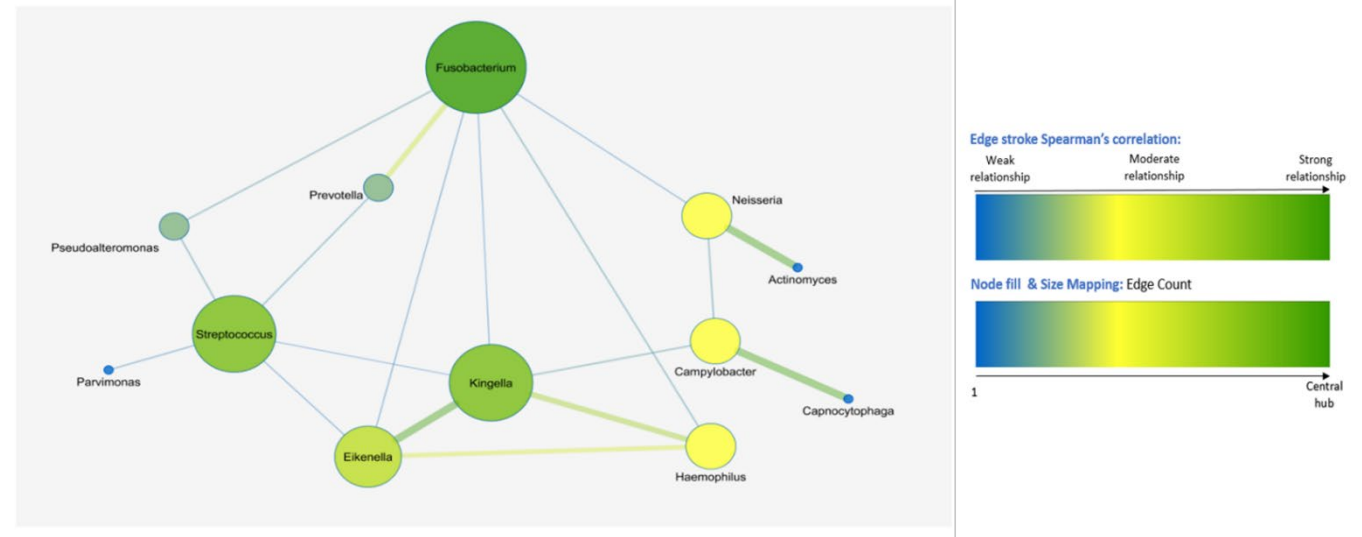 Fusobacterium
Prevotella
Pseudoalteromonas
Neisseria
Actinomyces
Streptococcus
Parvimonas
Kingella
Campylobacter
Capnocytophaga
Eikenella
Haemophilus
Edge stroke Spearman's correlation:
Weak relationship
Moderate relationship
Strong relationship
Node fill & Size Mapping: Edge Count
1
Central hub